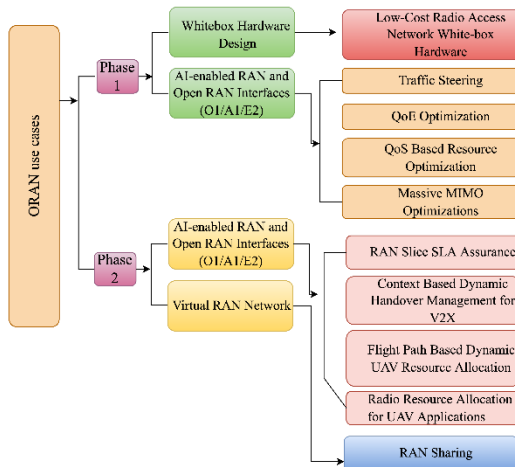 ORAN use cases
Phase
1
Whitebox Hardware
Design
AI-enabled RAN and
Open RAN Interfaces
(O1/A1/E2)
Low-Cost Radio Access
Network White-box
Hardware
Traffic Steering
QoE Optimization
QoS Based Resource
Optimization
Massive MIMO
Optimizations
Phase
2
AI-enabled RAN and
Open RAN Interfaces
(O1/A1/E2)
Virtual RAN Network
RAN Slice SLA Assurance
Context Based Dynamic
Handover Management for
V2X
Flight Path Based Dynamic
UAV Resource Allocation
Radio Resource Allocation
for UAV Applications
RAN Sharing